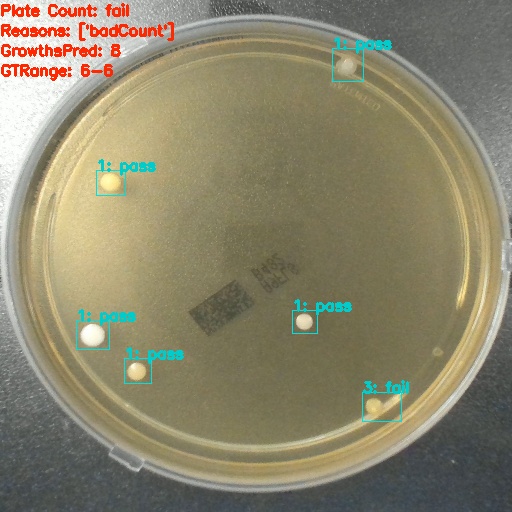 Plate Count: fail
Reasons: ['badCount']
GrowthsPred: 8
GTRange: 6-6
1: pass
1: pass
1: pass
1: pass
1: pass
3: fail